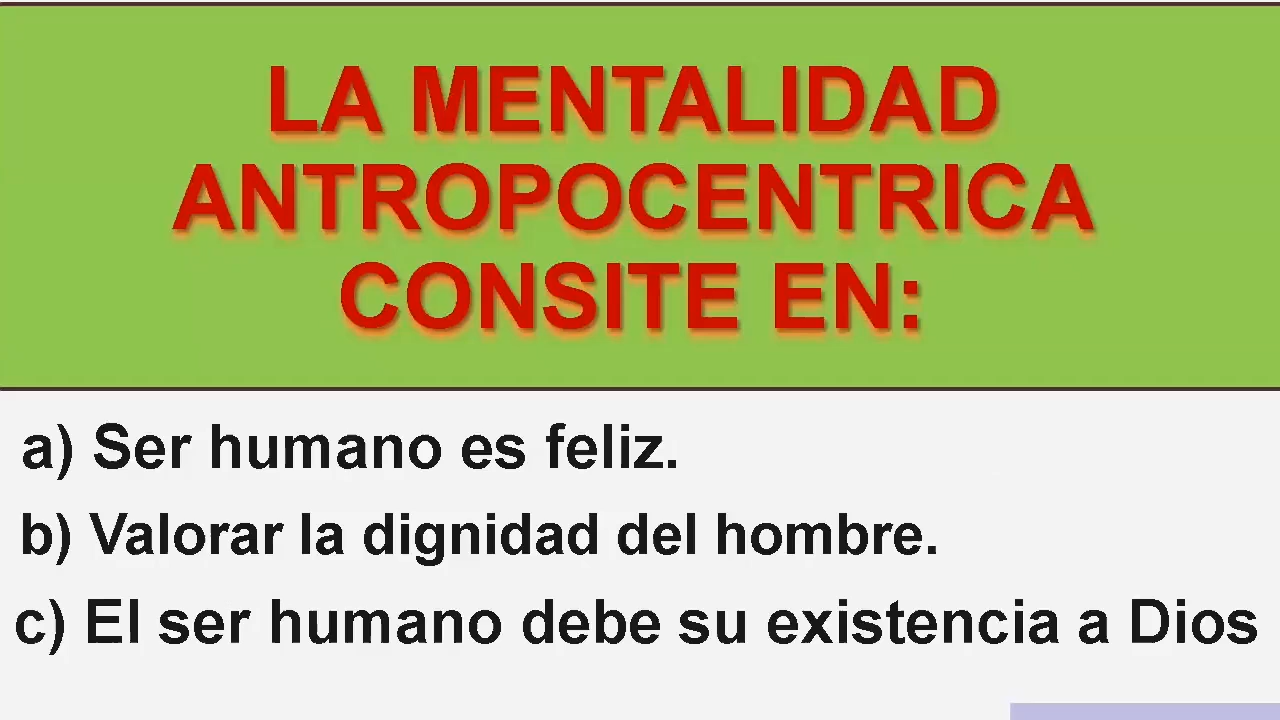 LA MENTALIDAD
ANTROPOCENTRICA
CONSITE EN:
a) Ser humano es feliz.
b) Valorar la dignidad del hombre.
c) El ser humano debe su existencia a Dios